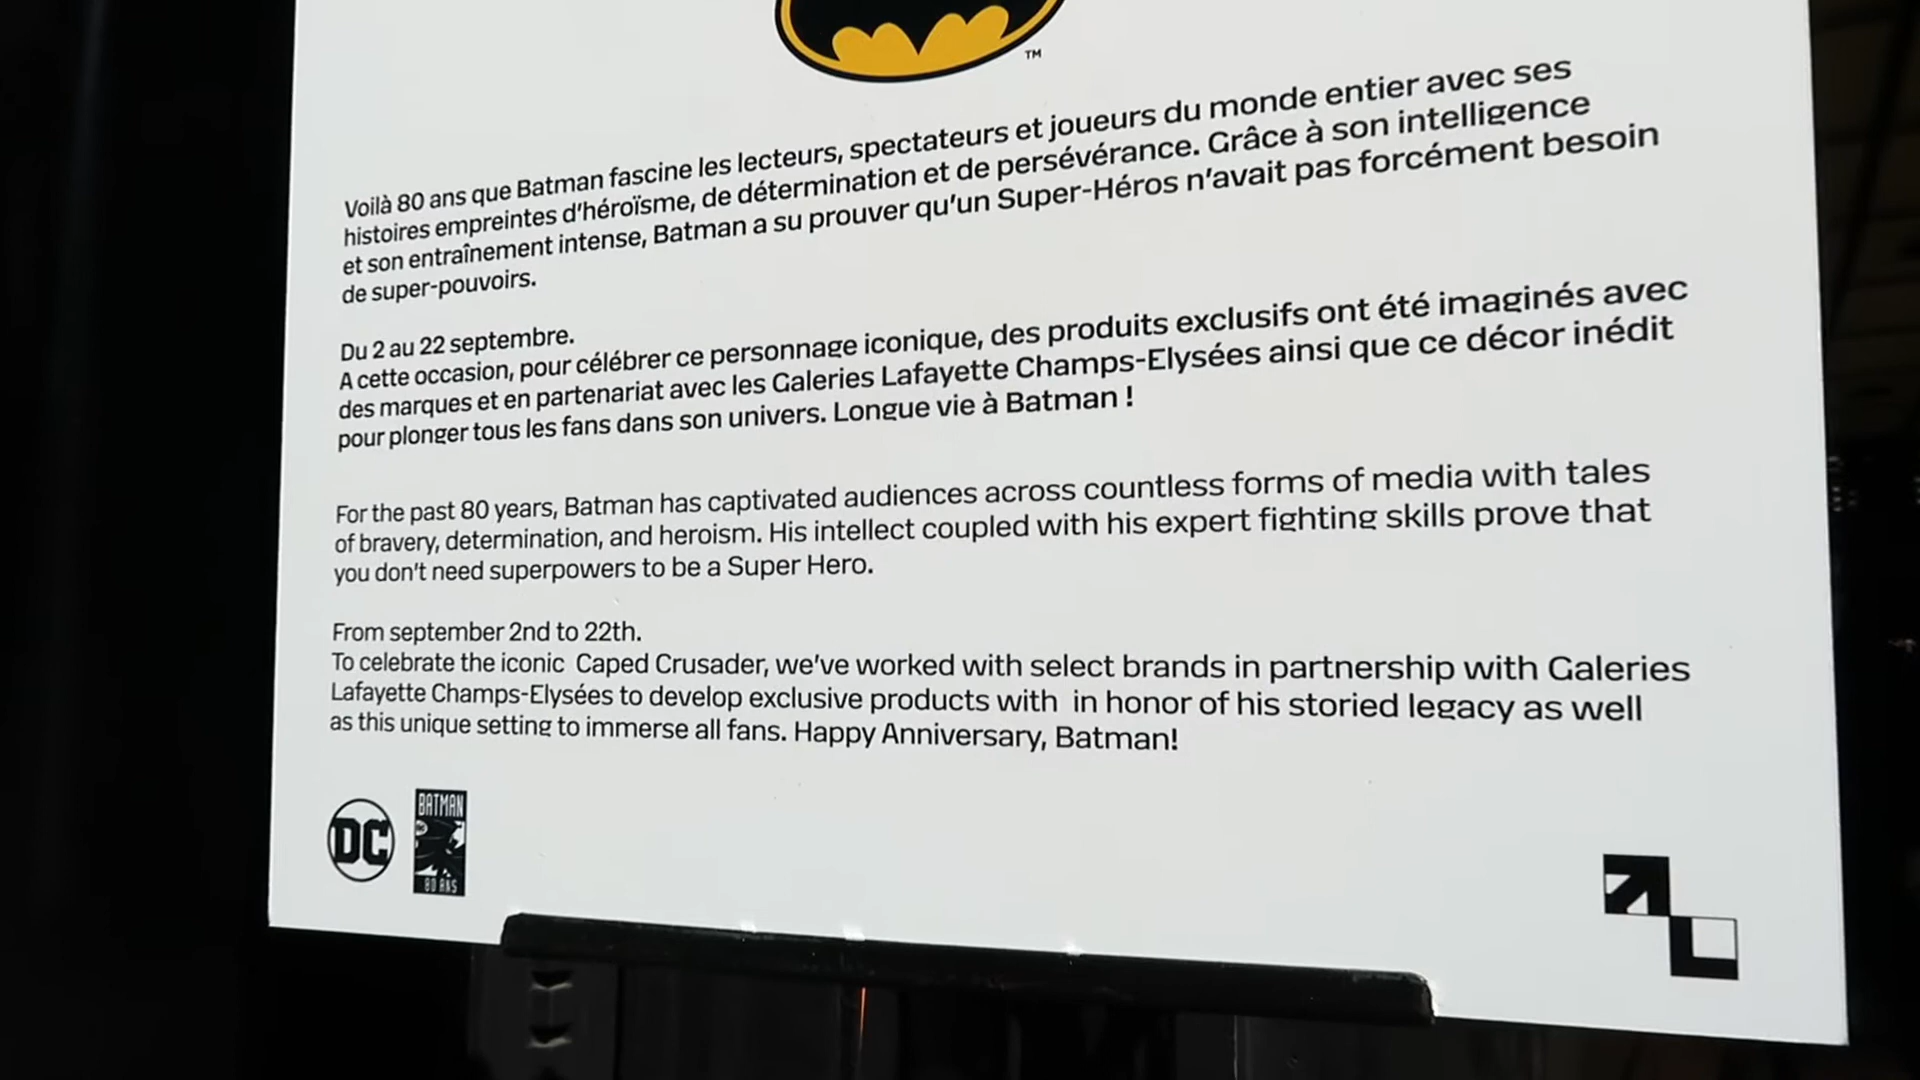 TM
Voilà 80 ans que Batman fascine les lecteurs, spectateurs et joueurs du monde entier avec ses
histoires empreintes d'héroïsme, de détermination et de persévérance. Grâce à son intelligence
et son entraînement intense, Batman a su prouver qu'un Super-Héros n'avait pas forcément besoin
de super-pouvoirs.
Du 2 au 22 septembre.
A cette occasion, pour célébrer ce personnage iconique, des produits exclusifs ont été imaginés avec
des marques et en partenariat avec les Galeries Lafayette Champs-Elysées ainsi que ce décor inédit
pour plonger tous les fans dans son univers. Longue vie à Batman !
For the past 80 years, Batman has captivated audiences across countless forms of media with tales
of bravery, determination, and heroism. His intellect coupled with his expert fighting skills prove that
you don't need superpowers to be a Super Hero.
From september 2nd to 22th.
To celebrate the iconic  Caped Crusader, we've worked with select brands in partnership with Galeries
Lafayette Champs-Elysées to develop exclusive products with  in honor of his storied legacy as well
as this unique setting to immerse all fans. Happy Anniversary, Batman!
DC
BATMAN
80 ANS